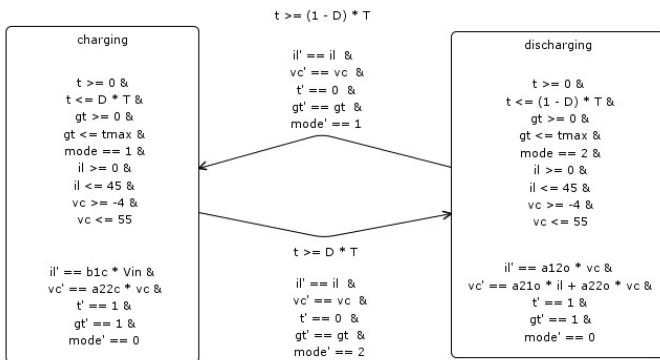 t >= (1 - D) * T
il' == il &
vc' == vc &
t' == 0 &
gt' == gt &
mode' == 1
charging
t >= 0 &
t <= D * T &
gt >= 0 &
gt <= tmax &
mode == 1 &
il >= 0 &
il <= 45 &
vc >= -4 &
vc <= 55
il' == b1c * Vin &
vc' == a22c * vc &
t' == 1 &
gt' == 1 &
mode' == 0
discharging
t >= 0 &
t <= (1 - D) * T &
gt >= 0 &
gt <= tmax &
mode == 2 &
il >= 0 &
il <= 45 &
vc >= -4 &
vc <= 55
il' == a12o * vc &
vc' == a21o * il + a22o * vc &
t' == 1 &
gt' == 1 &
mode' == 0
t >= D * T
il' == il &
vc' == vc &
t' == 0 &
gt' == gt &
mode' == 2